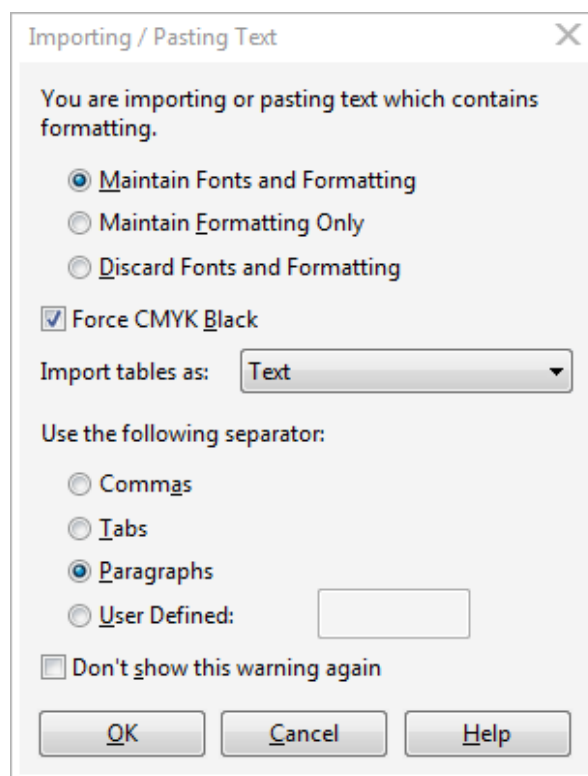 Importing / Pasting Text
You are importing or pasting text which contains
formatting.
Maintain Fonts and Formatting
Maintain Formatting Only
Discard Fonts and Formatting
Force CMYK Black
Import tables as: Text
Use the following separator:
Commas
Tabs
Paragraphs
User Defined:
Don't show this warning again
OK Cancel Help